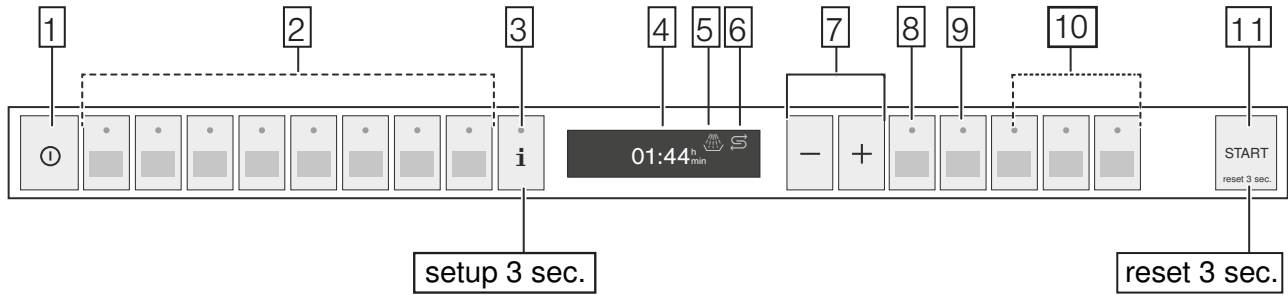 1 2 3 4 5 6 7 8 9 10 11
i 01:44 h min − + START
reset 3 sec.
setup 3 sec. reset 3 sec.